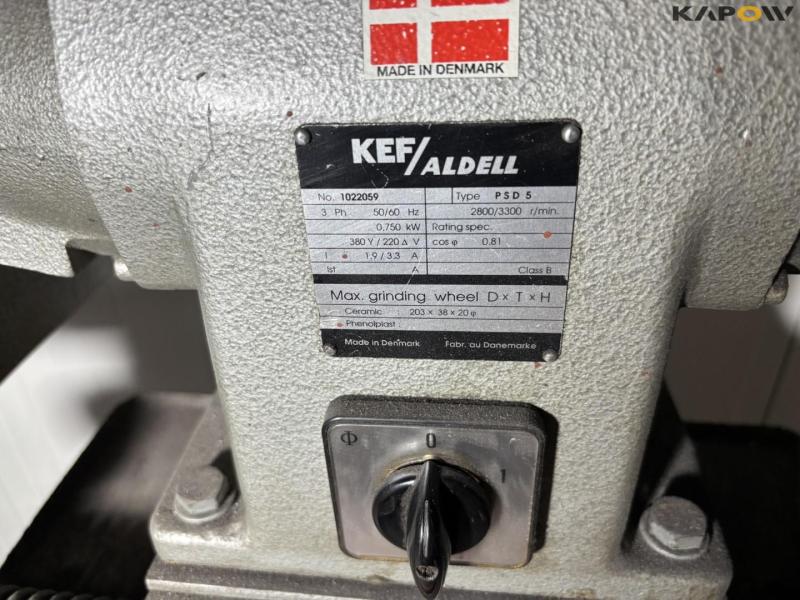 KAPOW
MADE IN DENMARK
KEF/ALDELL
No. 1022059 Type PSD 5
3 Ph 50/60 Hz 2800/3300 r/min.
0.750 kW Rating spec.
380 Y / 220 Δ V cos φ 0.81
I 1,9 / 3.3 A
Ist A Class B
Max. grinding wheel D x T x H
Ceramic : 203 x 38 x 20 φ
Phenolplast :
Made in Denmark Fabr. au Danemarke
Φ 0
1